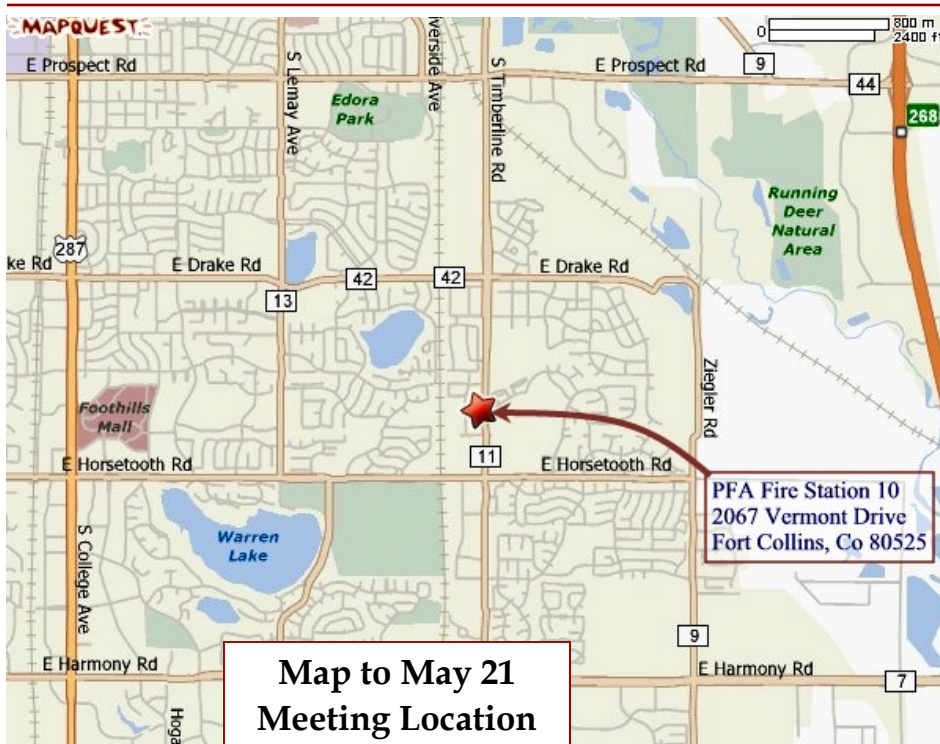 MAPQUEST
800 m
0
2400 ft
E Prospect Rd
S Lemay Ave
Edora
Park
verside Ave
S Timberline Rd
E Prospect Rd
9
44
268
Running
Deer
Natural
Area
287
ke Rd
E Drake Rd
42
42
E Drake Rd
13
Ziegler Rd
Foothills
Mall
11
E Horsetooth Rd
E Horsetooth Rd
PFA Fire Station 10
2067 Vermont Drive
Fort Collins, Co 80525
S College Ave
Warren
Lake
9
E Harmony Rd
E Harmony Rd
7
Hoga
Map to May 21
Meeting Location